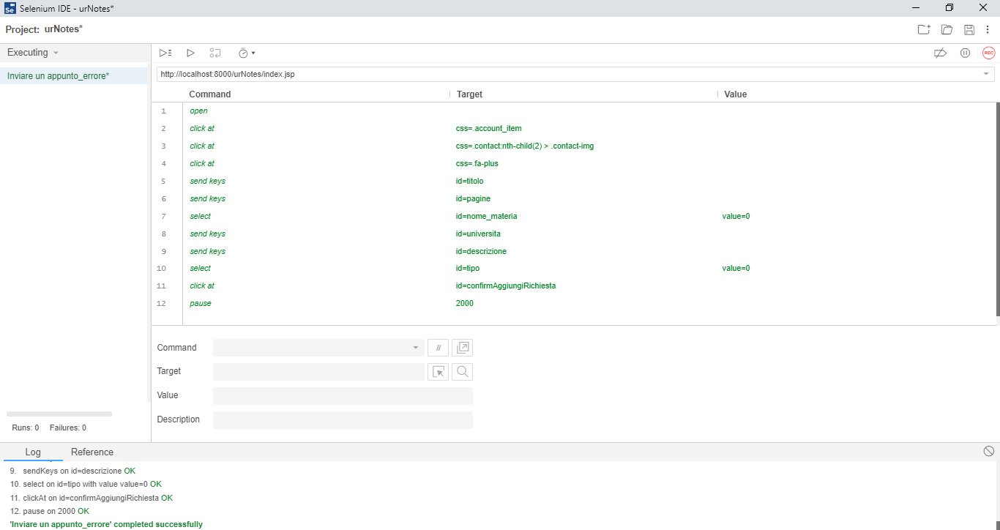 Selenium IDE - urNotes*
Project: urNotes*
Executing
Inviare un appunto_errore*
http://localhost:8000/urNotes/index.jsp
Command Target Value
1 open
2 click at css=.account_item
3 click at css=.contact:nth-child(2) > .contact-img
4 click at css=.fa-plus
5 send keys id=titolo
6 send keys id=pagine
7 select id=nome_materia value=0
8 send keys id=universita
9 send keys id=descrizione
10 select id=tipo value=0
11 click at id=confirmAggiungiRichiesta
12 pause 2000
Command //
Target
Value
Description
Runs: 0 Failures: 0
REC
Log Reference
9. sendKeys on id=descrizione OK
10. select on id=tipo with value value=0 OK
11. clickAt on id=confirmAggiungiRichiesta OK
12. pause on 2000 OK
'Inviare un appunto_errore' completed successfully